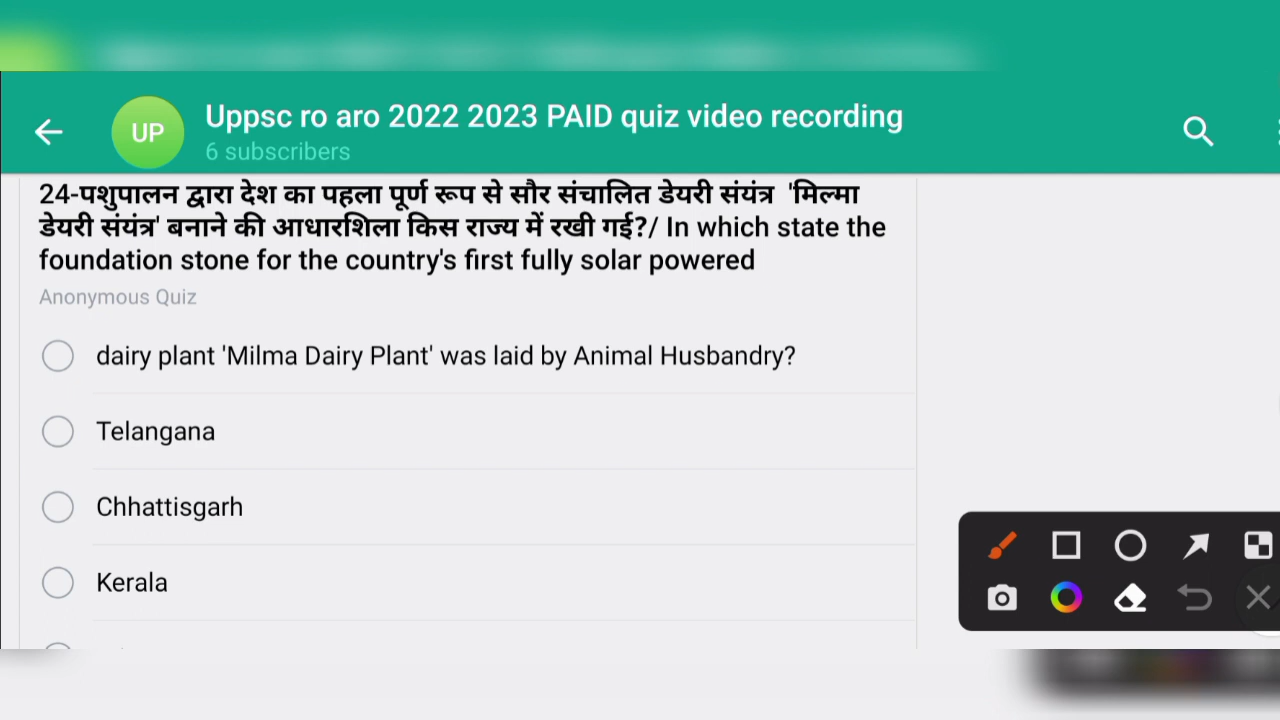 UP
Uppsc ro aro 2022 2023 PAID quiz video recording
6 subscribers
24-पशुपालन द्वारा देश का पहला पूर्ण रूप से सौर संचालित डेयरी संयंत्र 'मिल्मा
डेयरी संयंत्र' बनाने की आधारशिला किस राज्य में रखी गई?/ In which state the
foundation stone for the country's first fully solar powered
Anonymous Quiz
dairy plant 'Milma Dairy Plant' was laid by Animal Husbandry?
Telangana
Chhattisgarh
Kerala